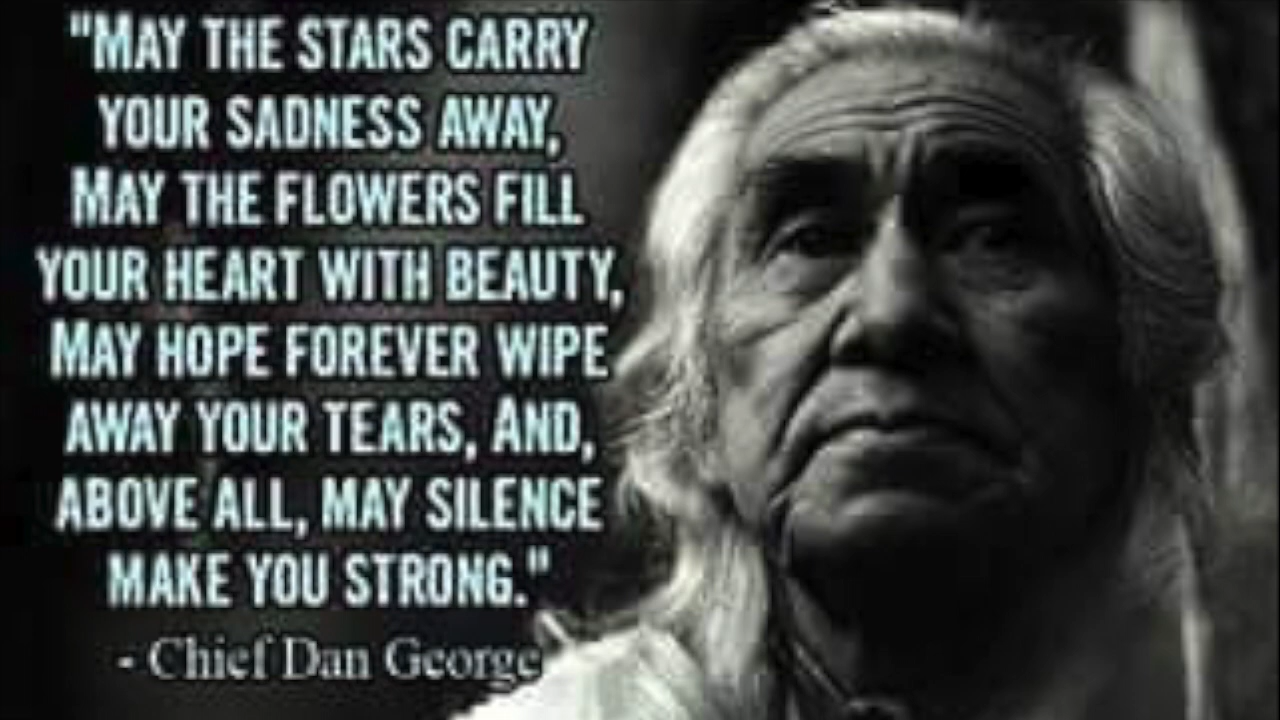 "MAY THE STARS CARRY
YOUR SADNESS AWAY,
MAY THE FLOWERS FILL
YOUR HEART WITH BEAUTY,
MAY HOPE FOREVER WIPE
AWAY YOUR TEARS, AND,
ABOVE ALL, MAY SILENCE
MAKE YOU STRONG."
- Chief Dan George